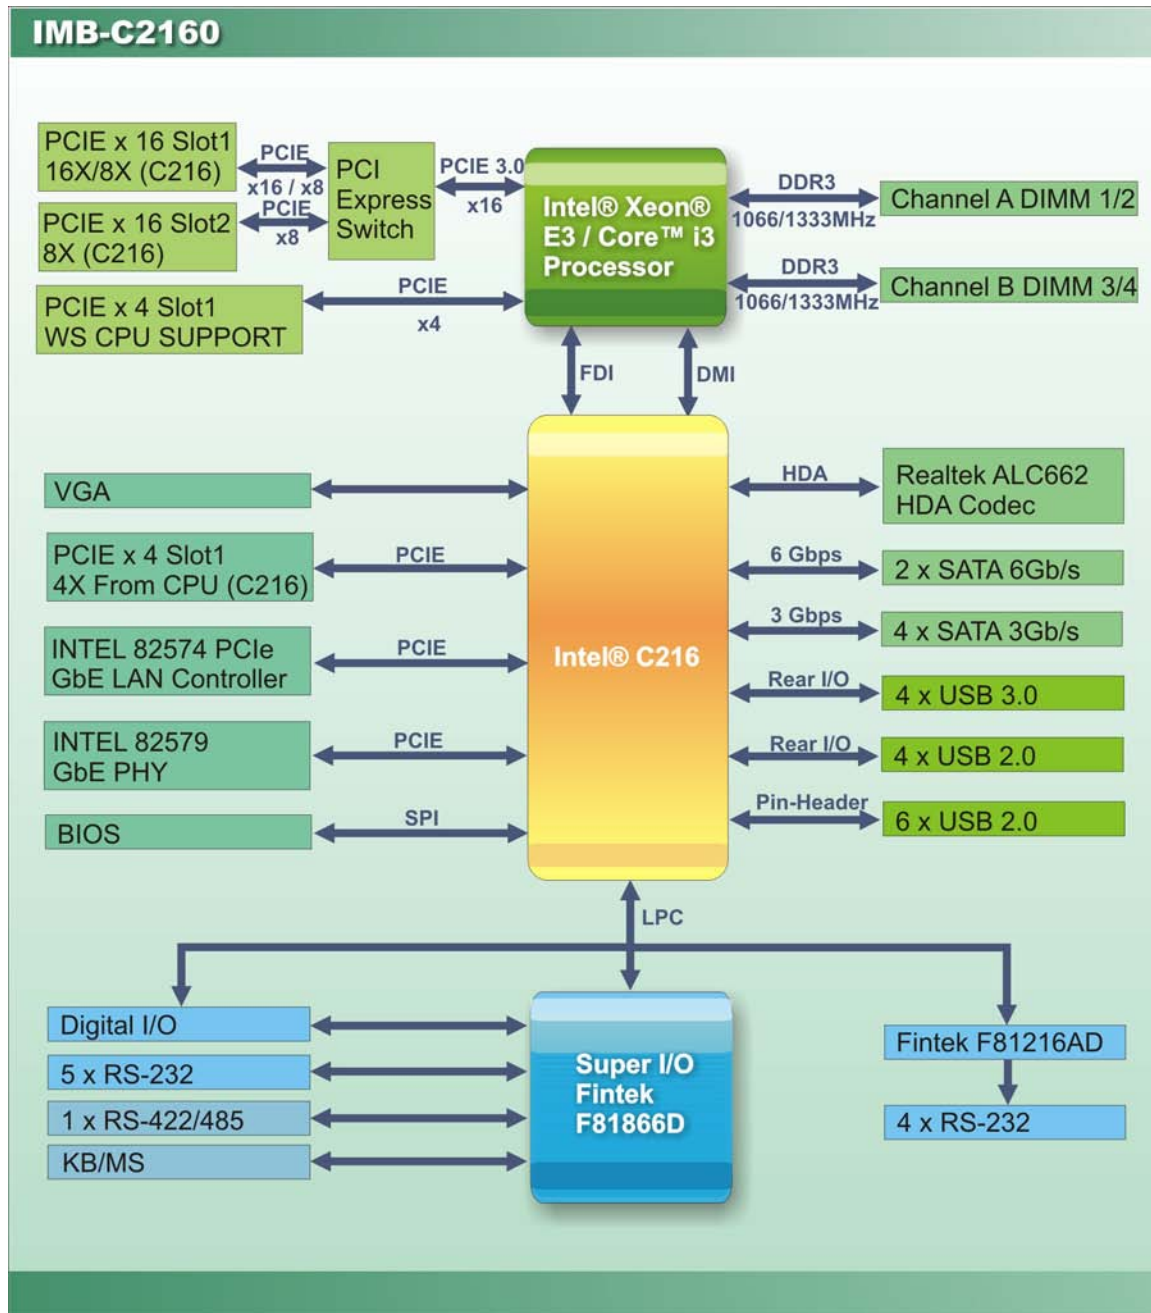 IMB-C2160
PCIE x 16 Slot1
16X/8X (C216)
PCIE
x16 / x8
PCIE x 16 Slot2
8X (C216)
PCIE
x8
PCI
Express
Switch
PCIE 3.0
x16
PCIE x 4 Slot1
WS CPU SUPPORT
PCIE
x4
Intel® Xeon®
E3 / Core™ i3
Processor
DDR3
1066/1333MHz
Channel A DIMM 1/2
DDR3
1066/1333MHz
Channel B DIMM 3/4
FDI
DMI
VGA
PCIE x 4 Slot1
4X From CPU (C216)
PCIE
INTEL 82574 PCIe
GbE LAN Controller
PCIE
INTEL 82579
GbE PHY
PCIE
BIOS
SPI
Intel® C216
HDA
Realtek ALC662
HDA Codec
6 Gbps
2 x SATA 6Gb/s
3 Gbps
4 x SATA 3Gb/s
Rear I/O
4 x USB 3.0
Rear I/O
4 x USB 2.0
Pin-Header
6 x USB 2.0
LPC
Digital I/O
5 x RS-232
1 x RS-422/485
KB/MS
Super I/O
Fintek
F81866D
Fintek F81216AD
4 x RS-232